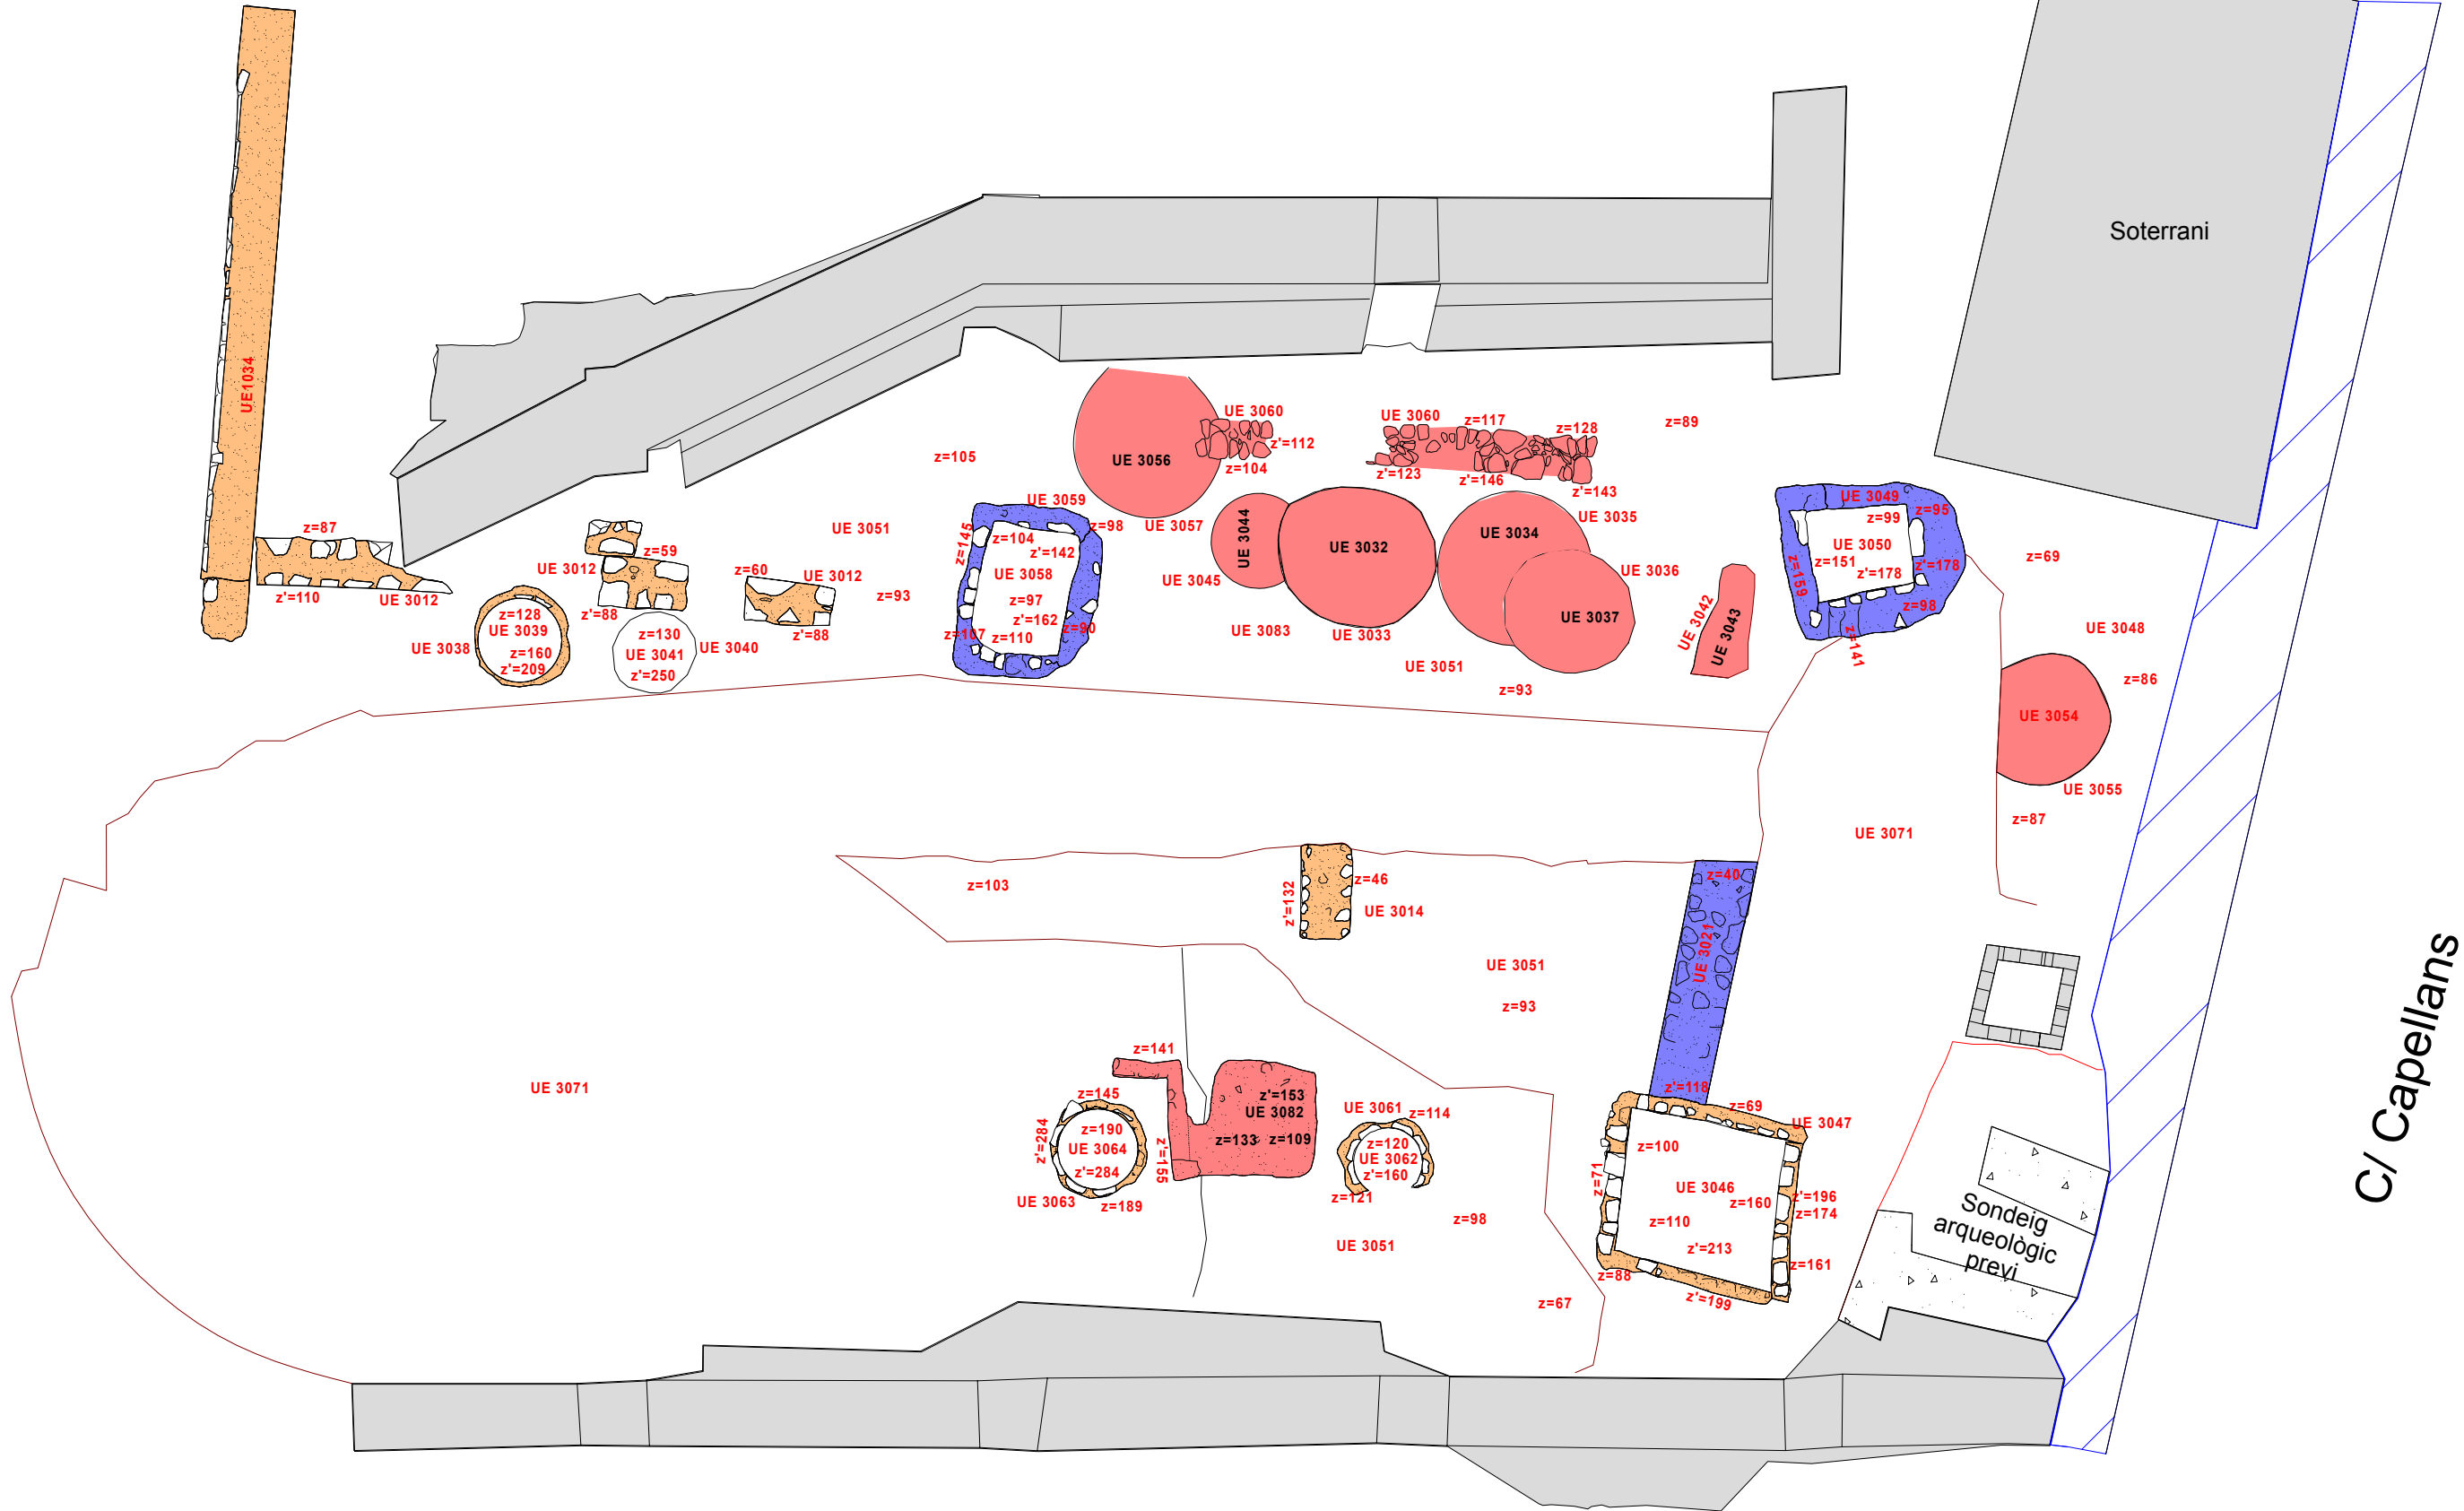 Soterrani
UE1034
UE 3060
z'=112
z=104
UE 3056
UE 3060
z=117
z=128
z'=123
z'=146
z'=143
z=89
z=105
UE 3059
z=98
z=145
z=104
z'=142
UE 3058
z=97
z'=162
z=107
z=110
z=90
UE 3057
UE 3044
UE 3045
UE 3032
UE 3083
UE 3033
UE 3034
UE 3035
UE 3036
UE 3037
UE 3042
UE 3043
UE 3051
z=93
UE 3049
z=95
z=99
UE 3050
z=151
z'=178
z'=178
z=159
z=98
z=141
z=69
UE 3048
z=86
UE 3054
UE 3055
z=87
z=87
z'=110
UE 3012
UE 3038
z=128
UE 3039
z=160
z'=209
z=59
UE 3012
z'=88
z=130
UE 3041
z'=250
UE 3040
z=60
UE 3012
z'=88
UE 3051
z=93
UE 3071
z=103
z'=132
z=46
UE 3014
z=40
UE 3021
z'=118
UE 3051
z=93
UE 3071
z=141
z=145
z'=284
z=190
UE 3064
z'=284
UE 3063
z=189
z'=155
z'=153
UE 3082
z=133
z=109
UE 3061
z=114
z=120
UE 3062
z'=160
z=121
z=98
UE 3051
z=67
z=69
UE 3047
z=71
z=100
UE 3046
z=160
z=110
z'=213
z'=196
z=174
z=161
z=88
z'=199
Sondeig
arqueològic
previ
C/ Capellans